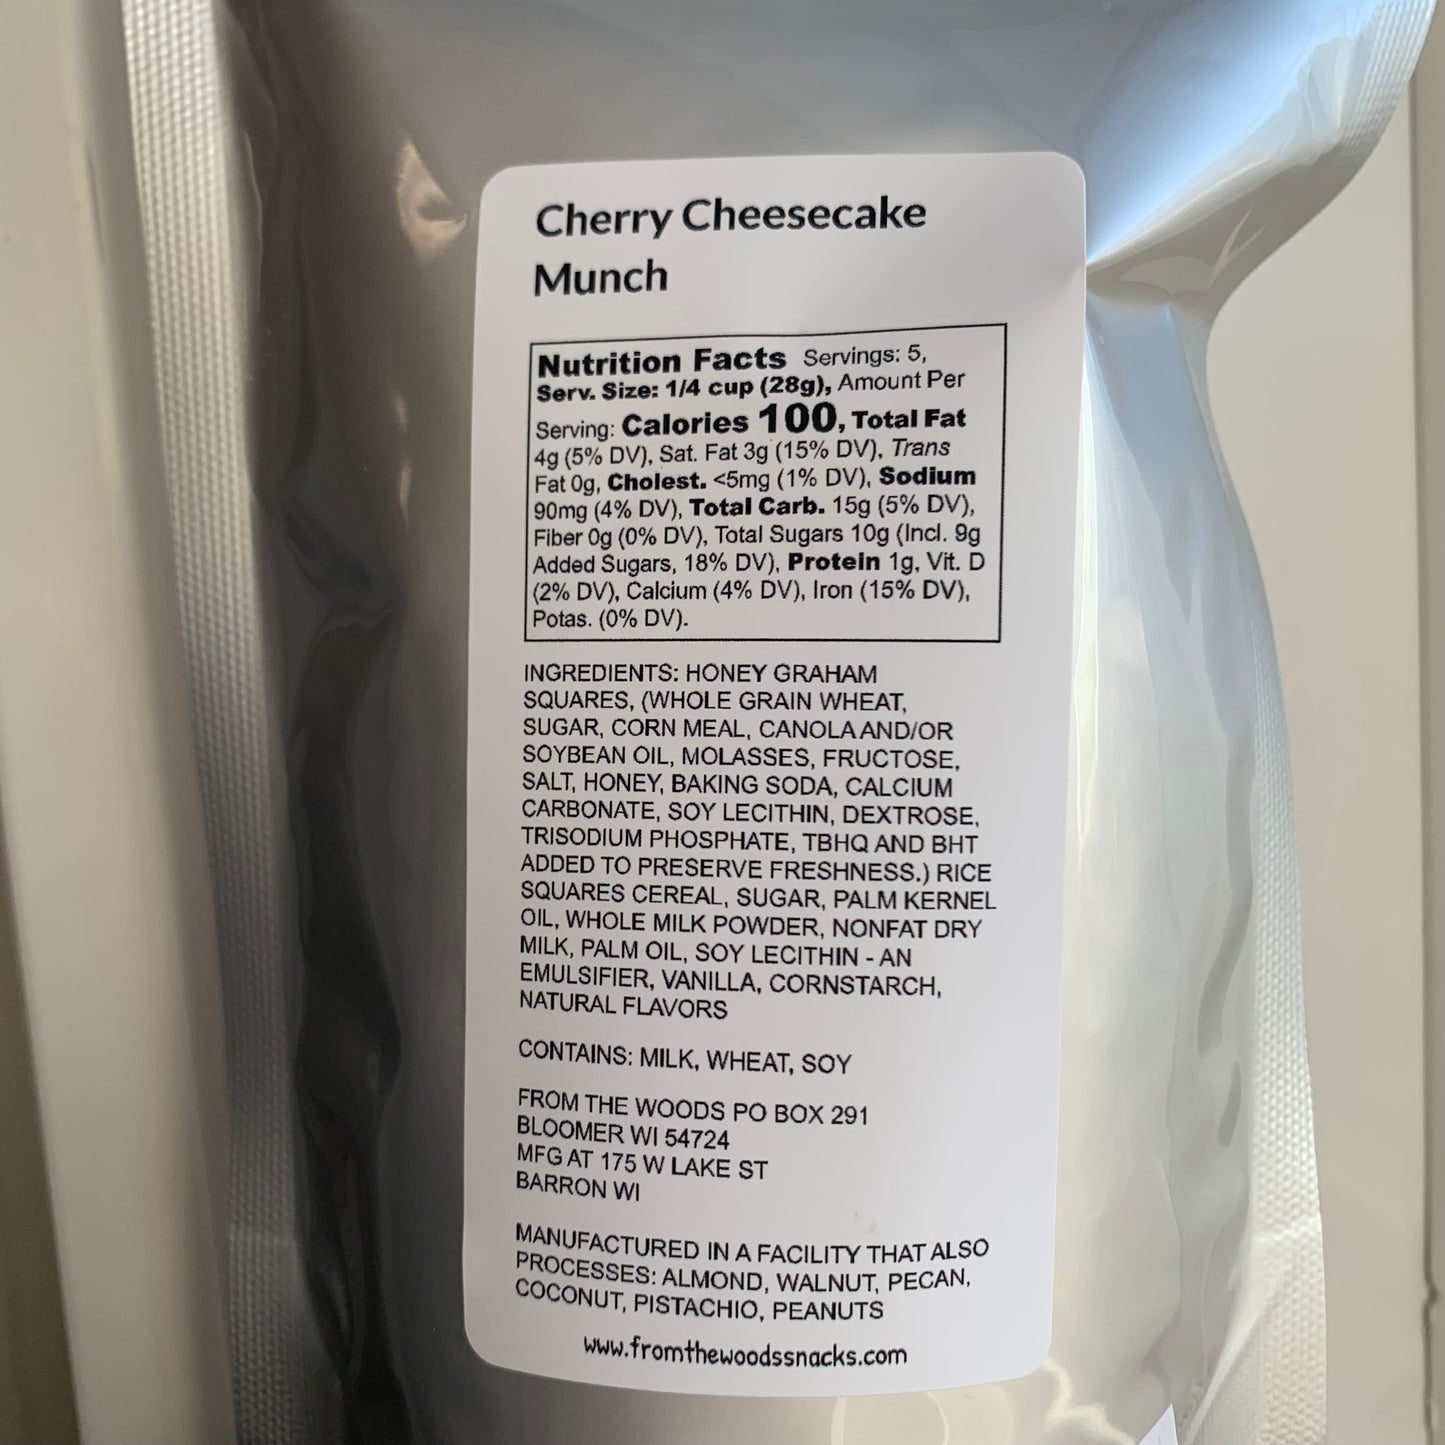 Cherry Cheesecake
Munch
Nutrition Facts Servings: 5,
Serv. Size: 1/4 cup (28g), Amount Per
Serving: Calories 100, Total Fat
4g (5% DV), Sat. Fat 3g (15% DV), Trans
Fat 0g, Cholest. <5mg (1% DV), Sodium
90mg (4% DV), Total Carb. 15g (5% DV),
Fiber 0g (0% DV), Total Sugars 10g (Incl. 9g
Added Sugars, 18% DV), Protein 1g, Vit. D
(2% DV), Calcium (4% DV), Iron (15% DV),
Potas. (0% DV).
INGREDIENTS: HONEY GRAHAM
SQUARES, (WHOLE GRAIN WHEAT,
SUGAR, CORN MEAL, CANOLA AND/OR
SOYBEAN OIL, MOLASSES, FRUCTOSE,
SALT, HONEY, BAKING SODA, CALCIUM
CARBONATE, SOY LECITHIN, DEXTROSE,
TRISODIUM PHOSPHATE, TBHQ AND BHT
ADDED TO PRESERVE FRESHNESS.) RICE
SQUARES CEREAL, SUGAR, PALM KERNEL
OIL, WHOLE MILK POWDER, NONFAT DRY
MILK, PALM OIL, SOY LECITHIN - AN
EMULSIFIER, VANILLA, CORNSTARCH,
NATURAL FLAVORS
CONTAINS: MILK, WHEAT, SOY
FROM THE WOODS PO BOX 291
BLOOMER WI 54724
MFG AT 175 W LAKE ST
BARRON WI
MANUFACTURED IN A FACILITY THAT ALSO
PROCESSES: ALMOND, WALNUT, PECAN,
COCONUT, PISTACHIO, PEANUTS
www.fromthewoodssnacks.com